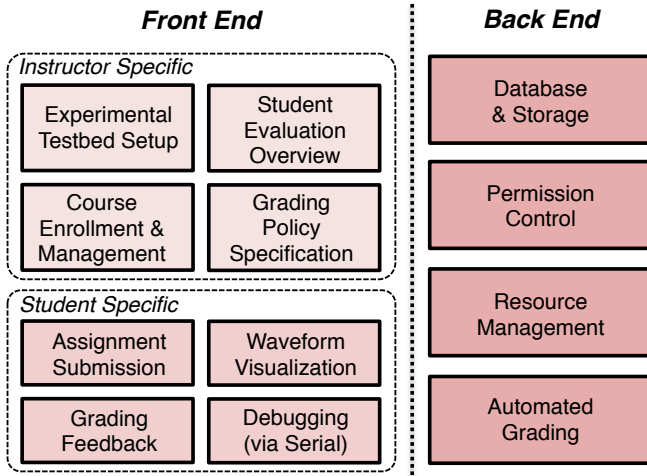 Front End
Instructor Specific
Experimental
Testbed Setup
Student
Evaluation
Overview
Course
Enrollment &
Management
Grading
Policy
Specification
Student Specific
Assignment
Submission
Waveform
Visualization
Grading
Feedback
Debugging
(via Serial)
Back End
Database
& Storage
Permission
Control
Resource
Management
Automated
Grading